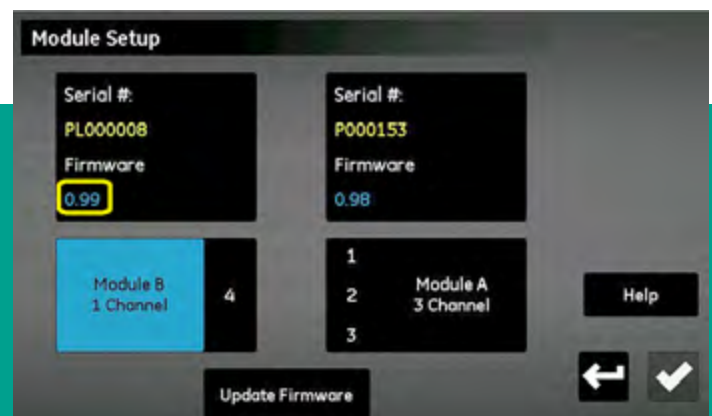 Module Setup
Serial #:
PL000008
Firmware
0.99
Serial #:
P000153
Firmware
0.98
Module B
1 Channel
4
1
2
3
Module A
3 Channel
Help
Update Firmware